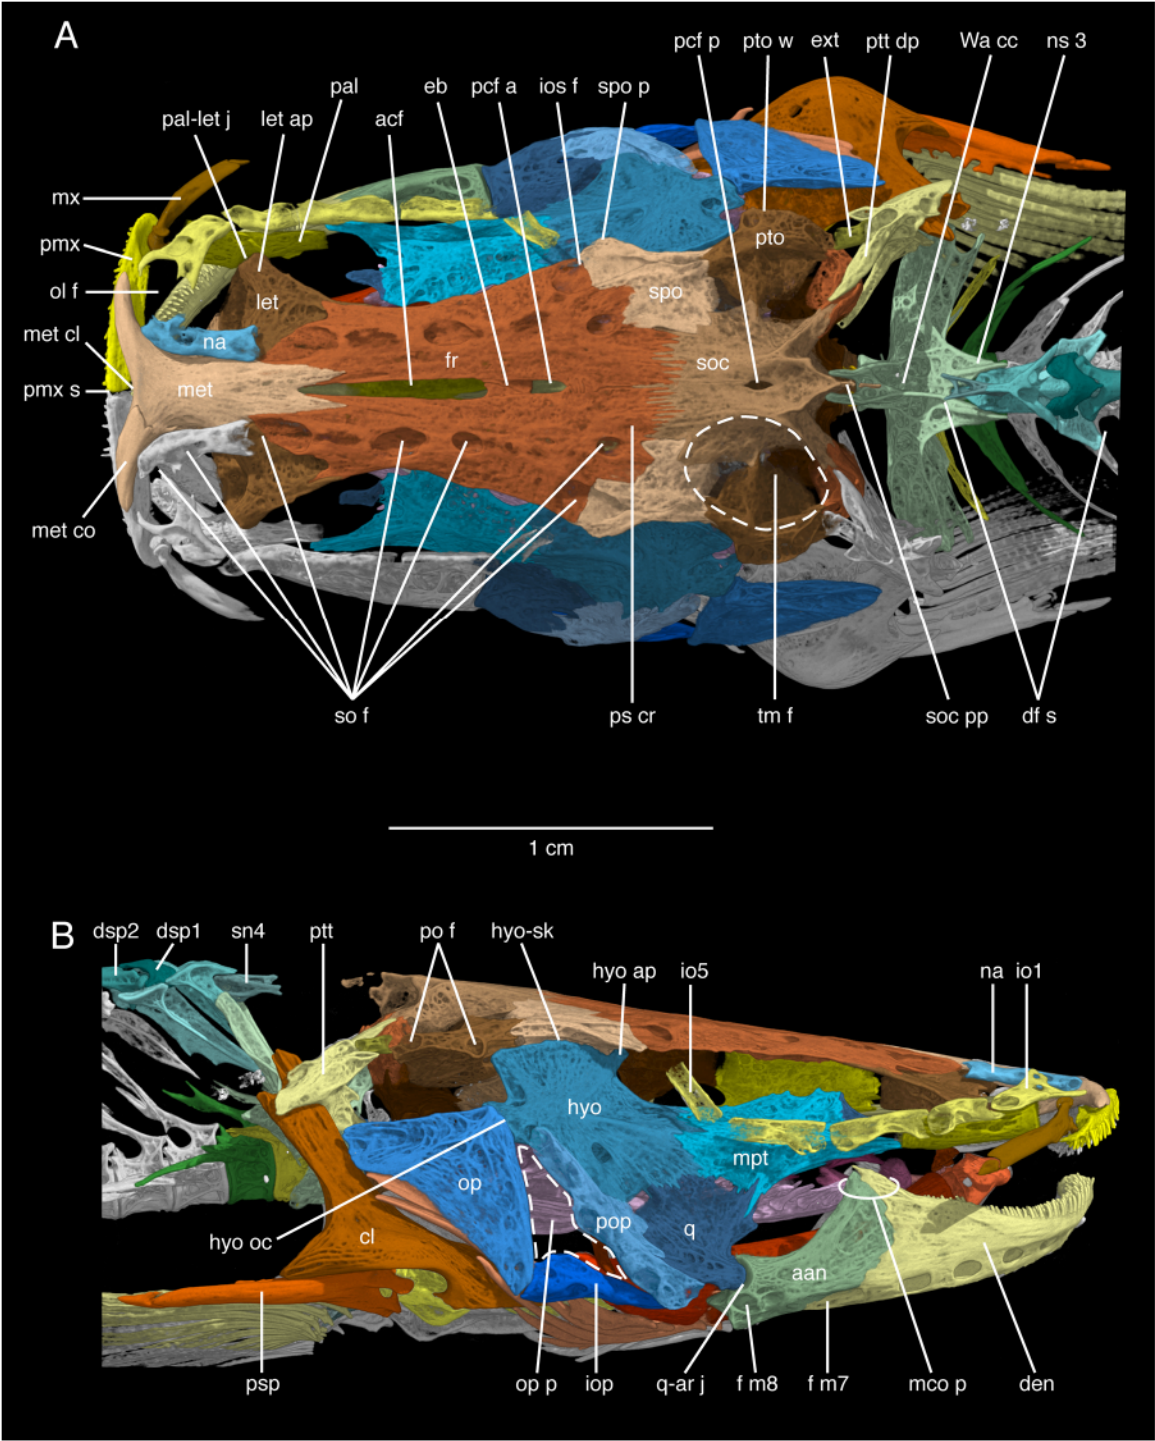 A
pcf p pto w ext ptt dp Wa cc ns 3
pal eb pcf a ios f spo p
pal-let j let ap acf
mx
pmx
pto
ol f
let spo
met cl
na
fr soc
pmx s met
met co
so f ps cr tm f soc pp df s
1 cm
B
dsp2 dsp1 sn4 ptt po f hyo-sk
hyo ap io5 na io1
hyo
mpt
op
pop q
hyo oc cl
aan
psp op p iop q-ar j f m8 f m7 mco p den